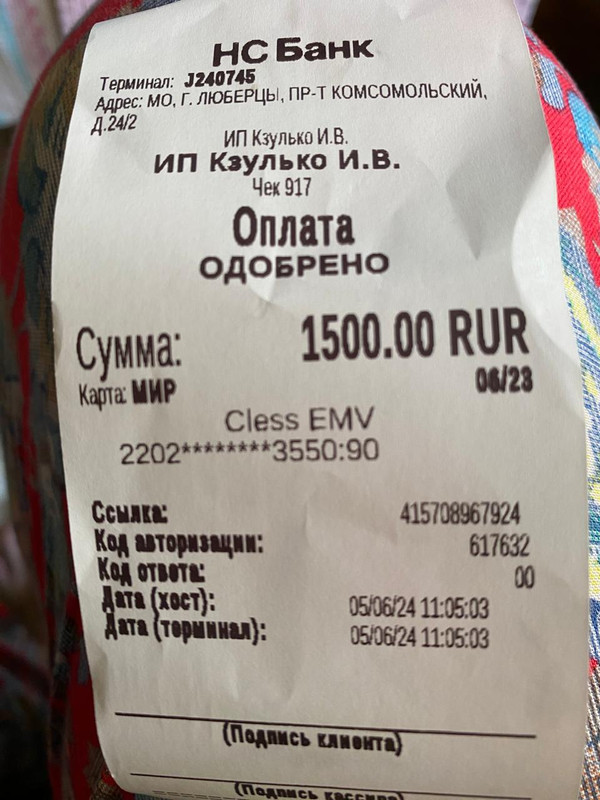 НС Банк
Терминал: J240745
Адрес: МО, Г. ЛЮБЕРЦЫ, ПР-Т КОМСОМОЛЬСКИЙ,
Д.24/2
ИП Кзулько И.В.
ИП Кзулько И.В.
Чек 917
Оплата
ОДОБРЕНО
Сумма: 1500.00 RUR
Карта: МИР 06/23
Cless EMV
2202********3550:90
Ссылка: 415708967924
Код авторизации: 617632
Код ответа: 00
Дата (хост): 05/06/24 11:05:03
Дата (терминал): 05/06/24 11:05:03
(Подпись клиента)
(Подпись кассира)